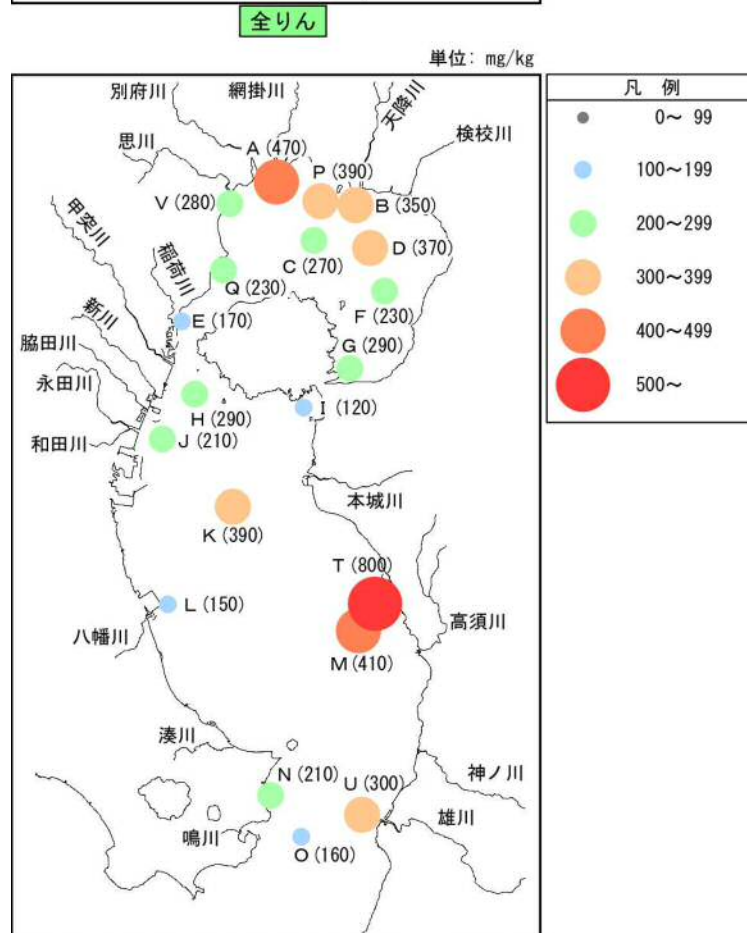 全りん
単位: mg/kg
凡 例
0～ 99
100～199
200～299
300～399
400～499
500～
別府川
網掛川
天降川
検校川
思川
A (470)
P (390)
V (280)
B (350)
甲突川
稲荷川
C (270)
D (370)
Q (230)
F (230)
新川
E (170)
脇田川
G (290)
永田川
H (290)
I (120)
和田川
J (210)
本城川
K (390)
T (800)
L (150)
高須川
八幡川
M (410)
湊川
N (210)
U (300)
神ノ川
雄川
鳴川
O (160)